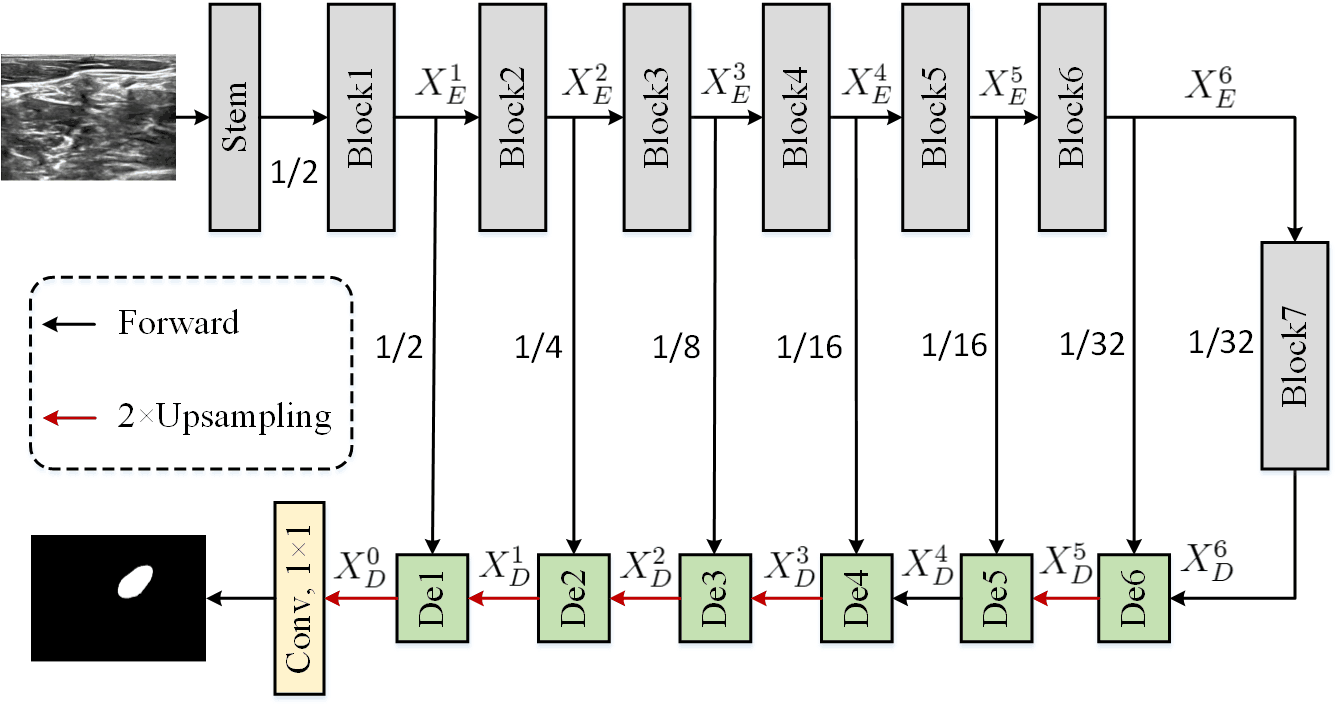 Stem
1/2
Block1
X_E^1
Block2
X_E^2
Block3
X_E^3
Block4
X_E^4
Block5
X_E^5
Block6
X_E^6
Forward
2×Upsampling
1/2
1/4
1/8
1/16
1/16
1/32
1/32
Block7
Conv, 1×1
X_D^0
De1
X_D^1
De2
X_D^2
De3
X_D^3
De4
X_D^4
De5
X_D^5
De6
X_D^6